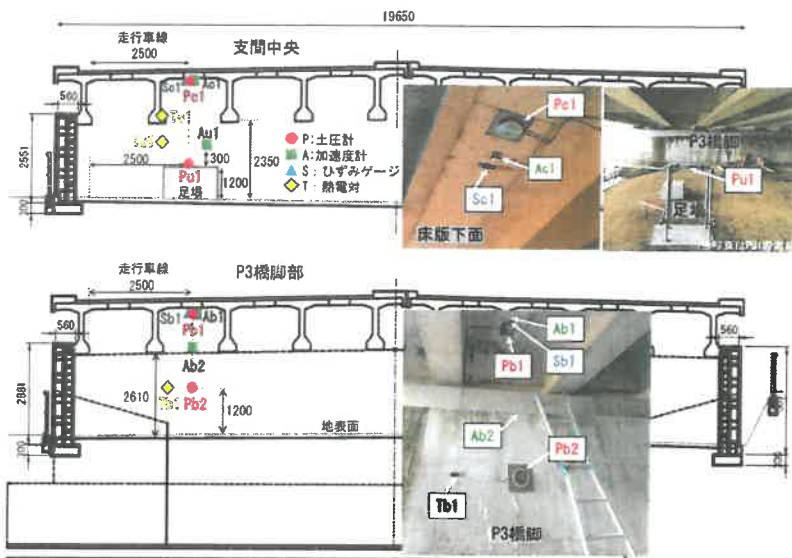 19650
走行車線
2500
支間中央
Sc1
Ac1
Pc1
560
2551
200
Au1
2500
300
2350
Pu1
足場
1200
P:土圧計
A:加速度計
S:ひずみゲージ
T:熱電対
Pc1
Ac1
Sc1
床版下面
P3橋脚
Pu1
足場
走行車線
2500
P3橋脚部
560
Sb1
Ab1
Pb1
Ab2
2881
2610
Tb1
Pb2
1200
地表面
200
Ab1
Sb1
Pb1
Ab2
Pb2
Tb1
P3橋脚
560